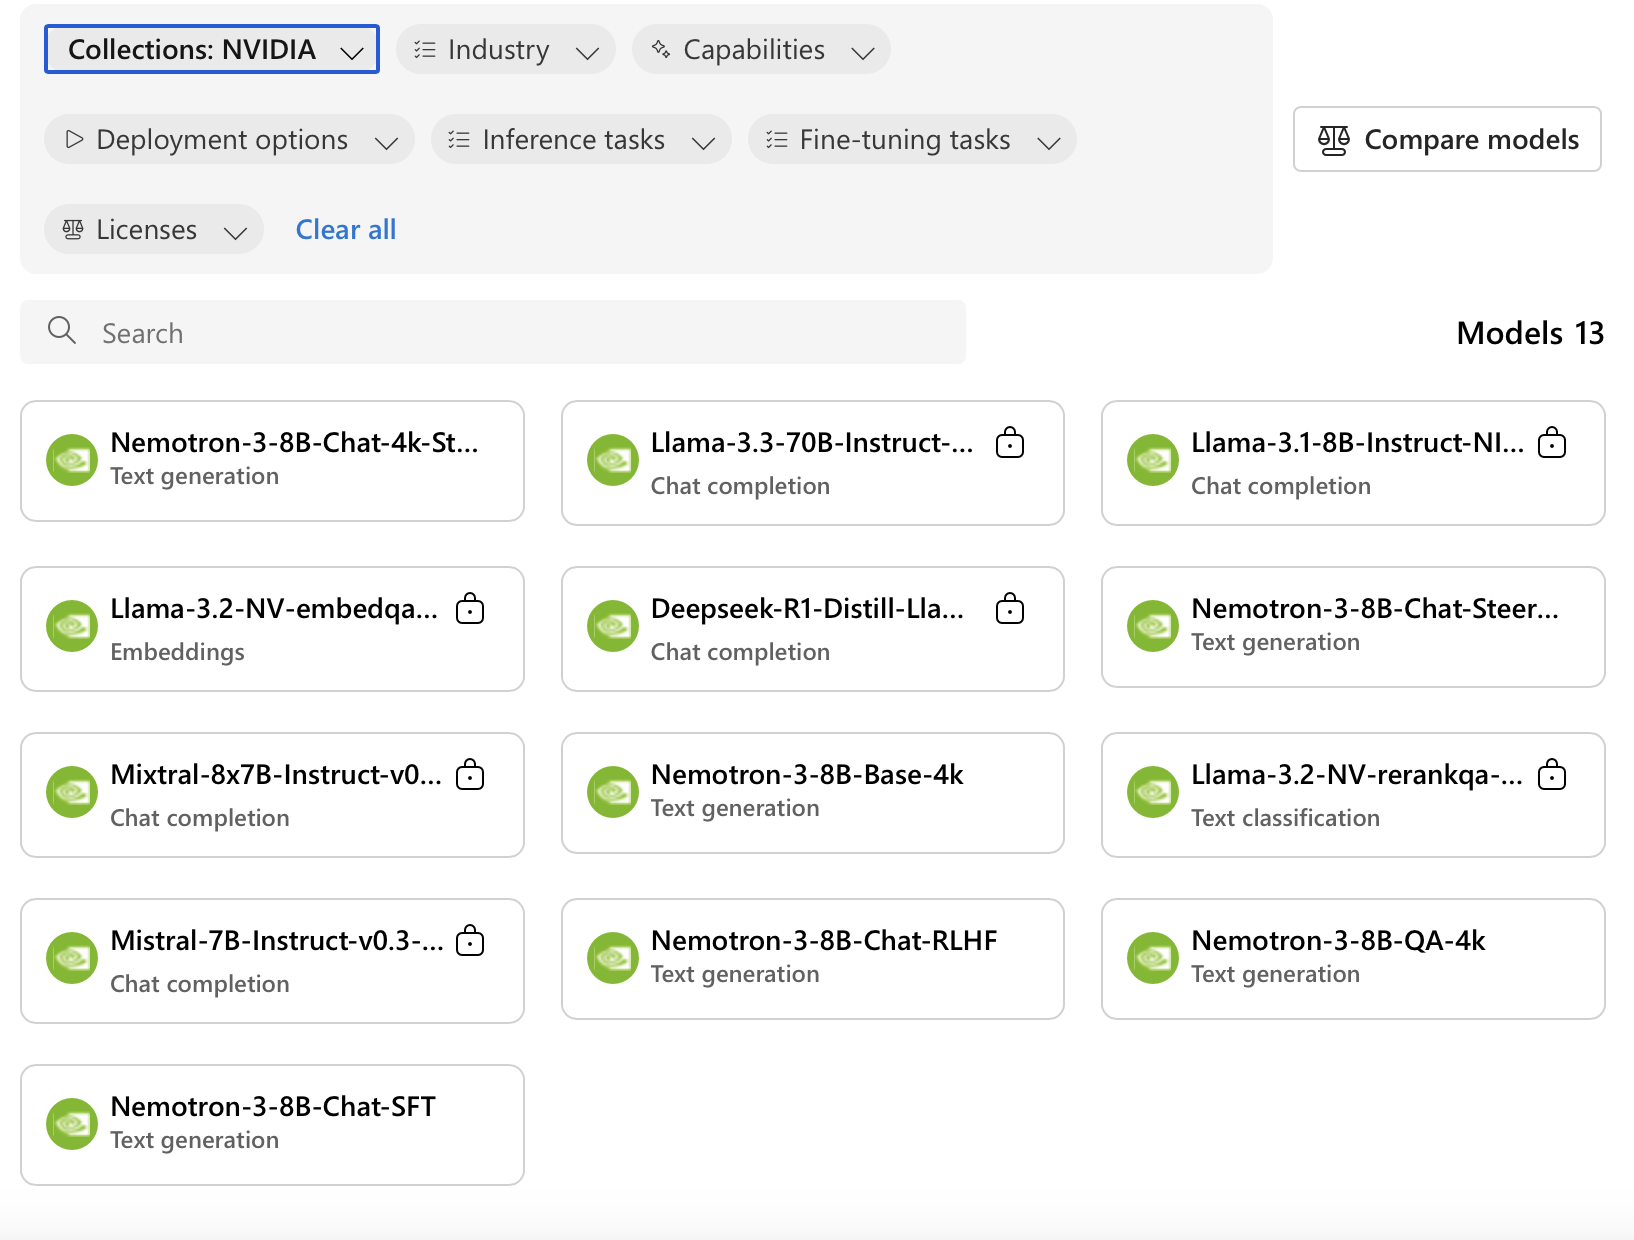 Collections: NVIDIA
Industry
Capabilities
Deployment options
Inference tasks
Fine-tuning tasks
Compare models
Licenses
Clear all
Search
Models 13
Nemotron-3-8B-Chat-4k-St...
Text generation
Llama-3.3-70B-Instruct-...
Chat completion
Llama-3.1-8B-Instruct-NI...
Chat completion
Llama-3.2-NV-embedqa...
Embeddings
Deepseek-R1-Distill-Lla...
Chat completion
Nemotron-3-8B-Chat-Steer...
Text generation
Mixtral-8x7B-Instruct-v0...
Chat completion
Nemotron-3-8B-Base-4k
Text generation
Llama-3.2-NV-rerankqa-...
Text classification
Mistral-7B-Instruct-v0.3-...
Chat completion
Nemotron-3-8B-Chat-RLHF
Text generation
Nemotron-3-8B-QA-4k
Text generation
Nemotron-3-8B-Chat-SFT
Text generation